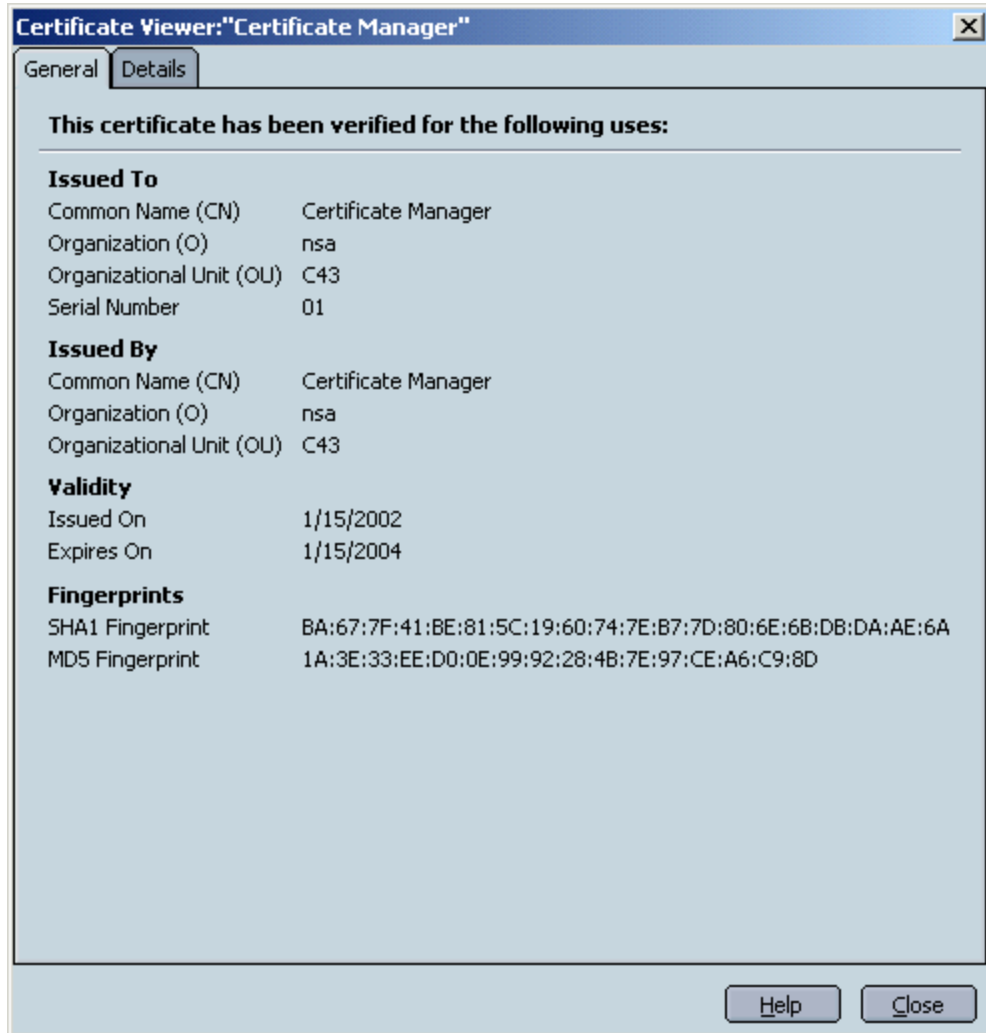 Certificate Viewer:"Certificate Manager"
General Details
This certificate has been verified for the following uses:
Issued To
Common Name (CN) Certificate Manager
Organization (O) nsa
Organizational Unit (OU) C43
Serial Number 01
Issued By
Common Name (CN) Certificate Manager
Organization (O) nsa
Organizational Unit (OU) C43
Validity
Issued On 1/15/2002
Expires On 1/15/2004
Fingerprints
SHA1 Fingerprint BA:67:7F:41:BE:81:5C:19:60:74:7E:B7:7D:80:6E:6B:DB:DA:AE:6A
MD5 Fingerprint 1A:3E:33:EE:D0:0E:99:92:28:4B:7E:97:CE:A6:C9:8D
Help Close